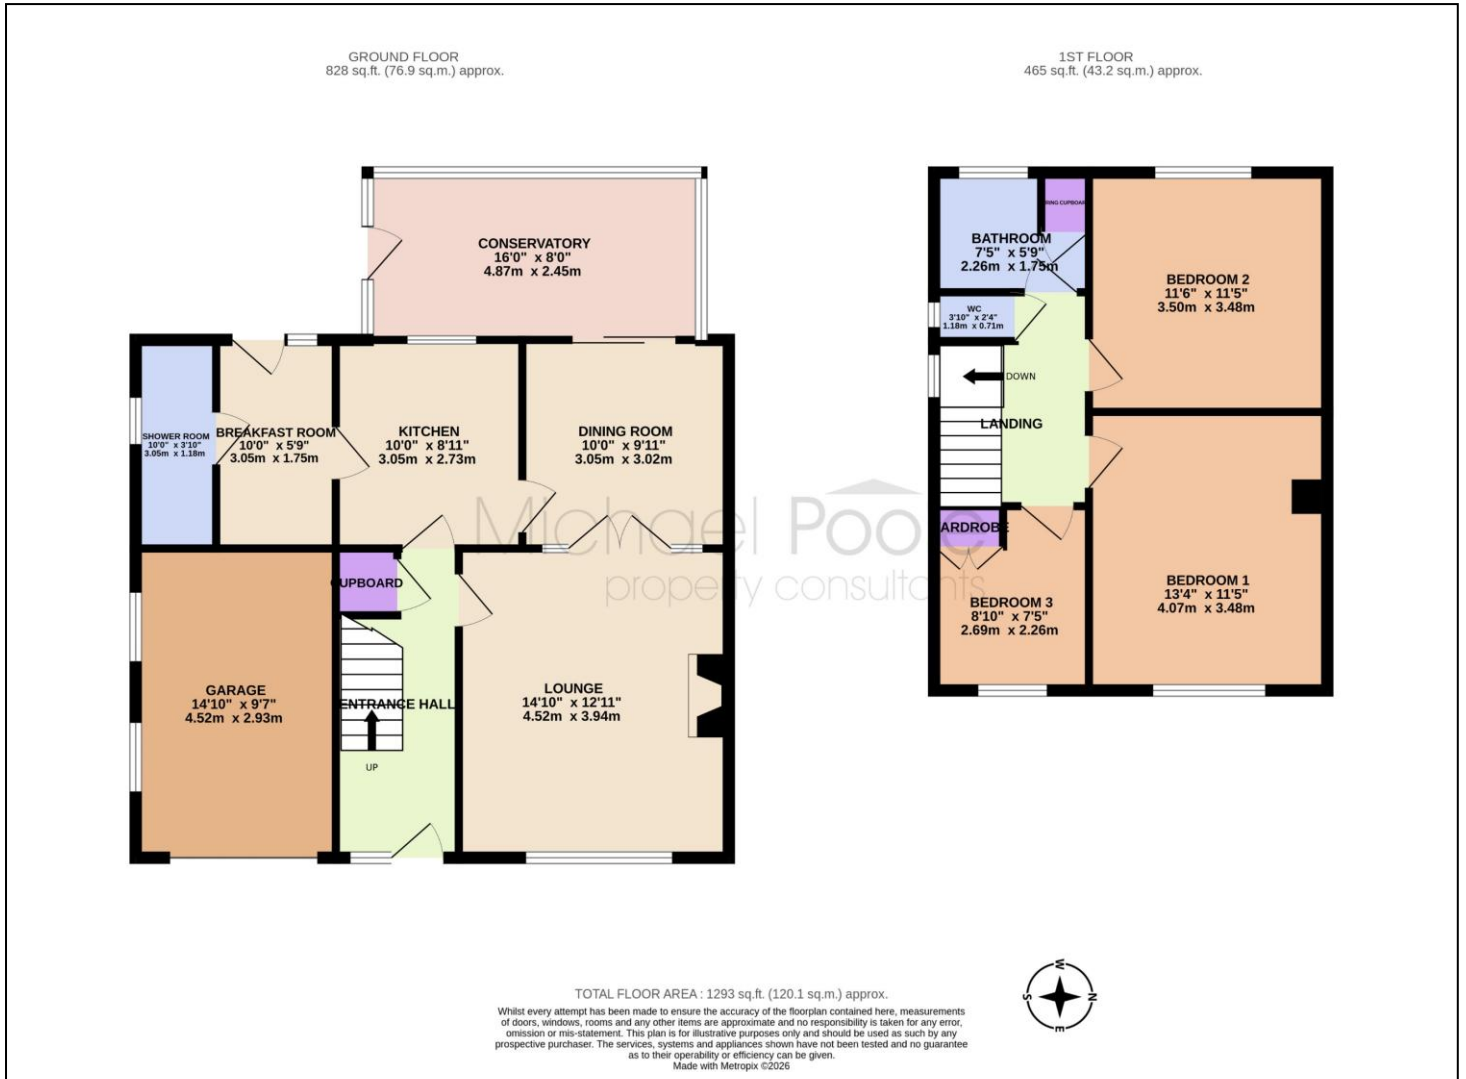 GROUND FLOOR
828 sq.ft. (76.9 sq.m.) approx.
1ST FLOOR
465 sq.ft. (43.2 sq.m.) approx.
CONSERVATORY
16'0" x 8'0"
4.87m x 2.45m
SHOWER ROOM
10'0" x 3'10"
3.05m x 1.18m
BREAKFAST ROOM
10'0" x 5'9"
3.05m x 1.75m
KITCHEN
10'0" x 8'11"
3.05m x 2.73m
DINING ROOM
10'0" x 9'11"
3.05m x 3.02m
CUPBOARD
GARAGE
14'10" x 9'7"
4.52m x 2.93m
ENTRANCE HALL
UP
LOUNGE
14'10" x 12'11"
4.52m x 3.94m
BATHROOM
7'5" x 5'9"
2.26m x 1.75m
RING CUPBOAR
WC
3'10" x 2'4"
1.18m x 0.71m
DOWN
LANDING
BEDROOM 2
11'6" x 11'5"
3.50m x 3.48m
ARDROBE
BEDROOM 3
8'10" x 7'5"
2.69m x 2.26m
BEDROOM 1
13'4" x 11'5"
4.07m x 3.48m
Michael Poole
property consultants
TOTAL FLOOR AREA : 1293 sq.ft. (120.1 sq.m.) approx.
Whilst every attempt has been made to ensure the accuracy of the floorplan contained here, measurements
of doors, windows, rooms and any other items are approximate and no responsibility is taken for any error,
omission or mis-statement. This plan is for illustrative purposes only and should be used as such by any
prospective purchaser. The services, systems and appliances shown have not been tested and no guarantee
as to their operability or efficiency can be given.
Made with Metropix ©2026
W
S
N
E